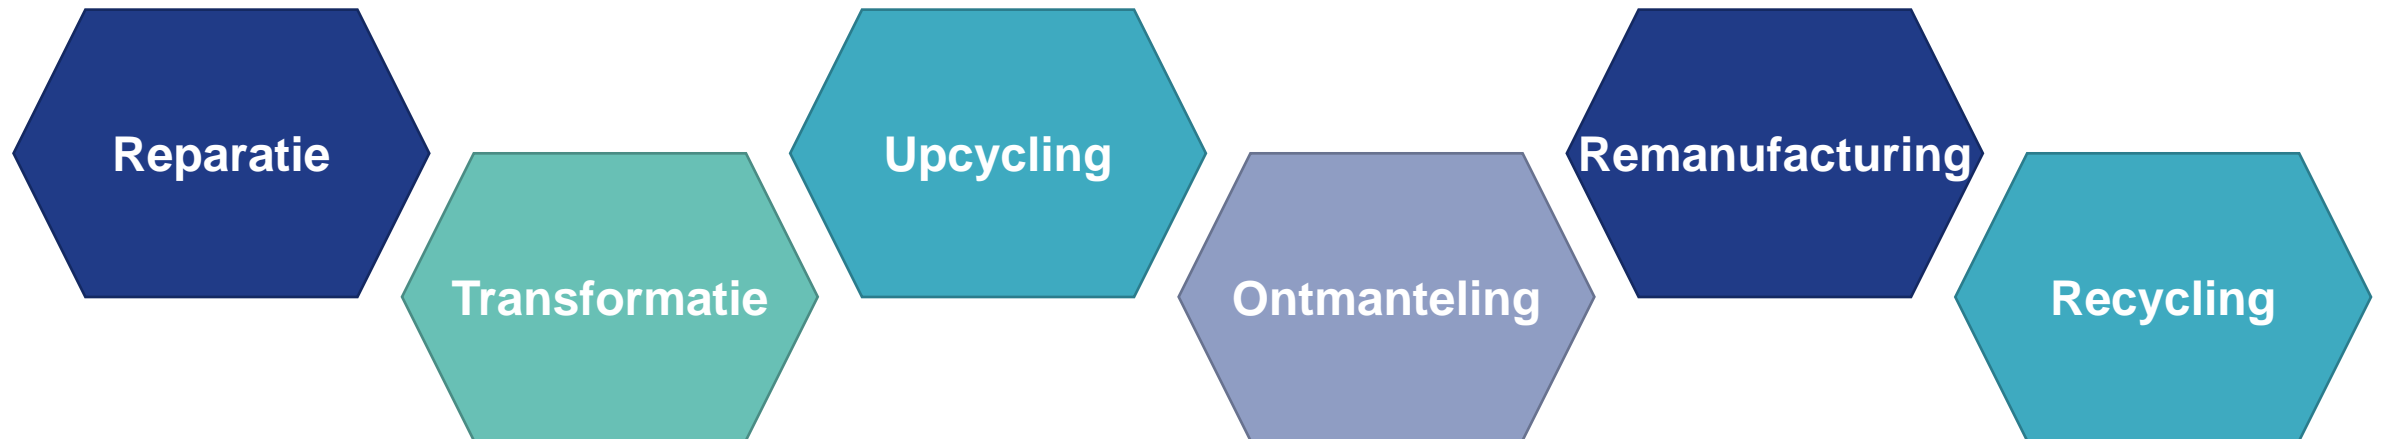 Reparatie
Transformatie
Upcycling
Ontmanteling
Remanufacturing
Recycling